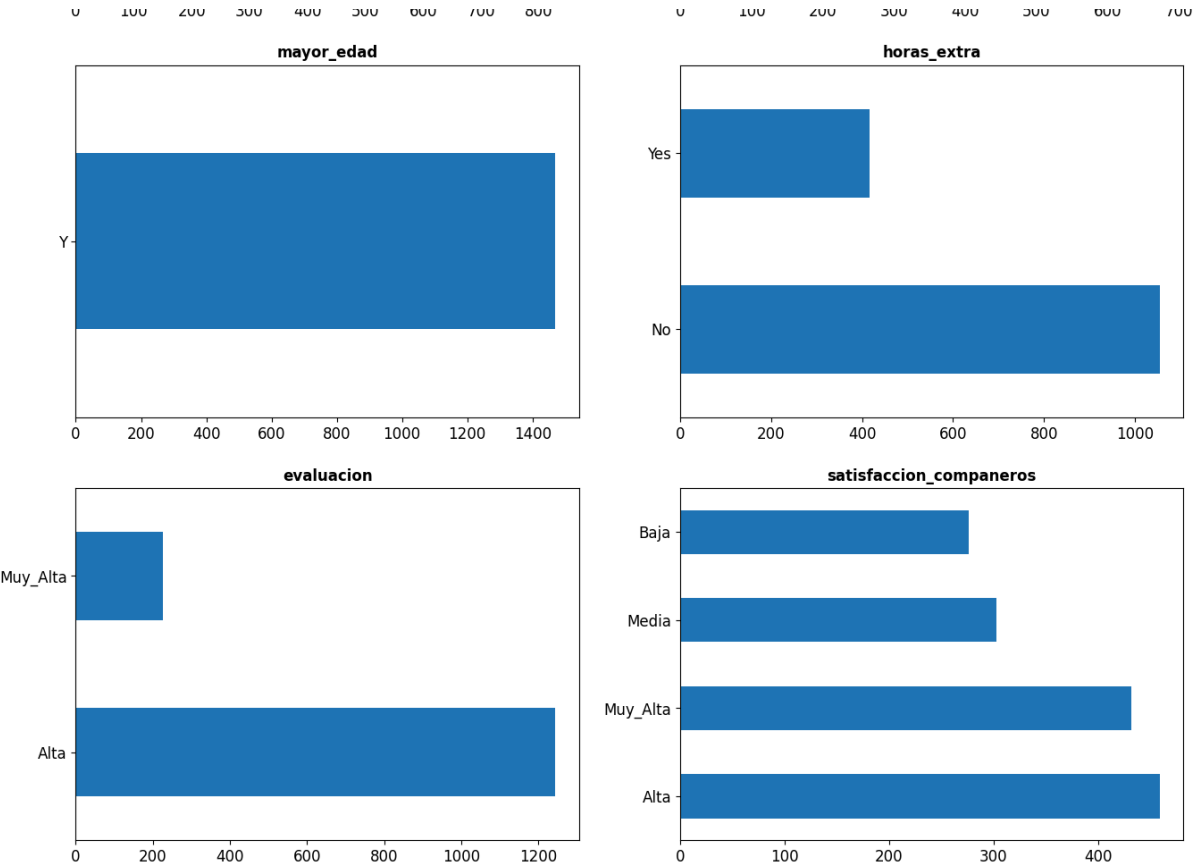 0 100 200 300 400 500 600 700 800
0 100 200 300 400 500 600 700
mayor_edad
Y
0 200 400 600 800 1000 1200 1400
horas_extra
Yes
No
0 200 400 600 800 1000
evaluacion
Muy_Alta
Alta
0 200 400 600 800 1000 1200
satisfaccion_companeros
Baja
Media
Muy_Alta
Alta
0 100 200 300 400